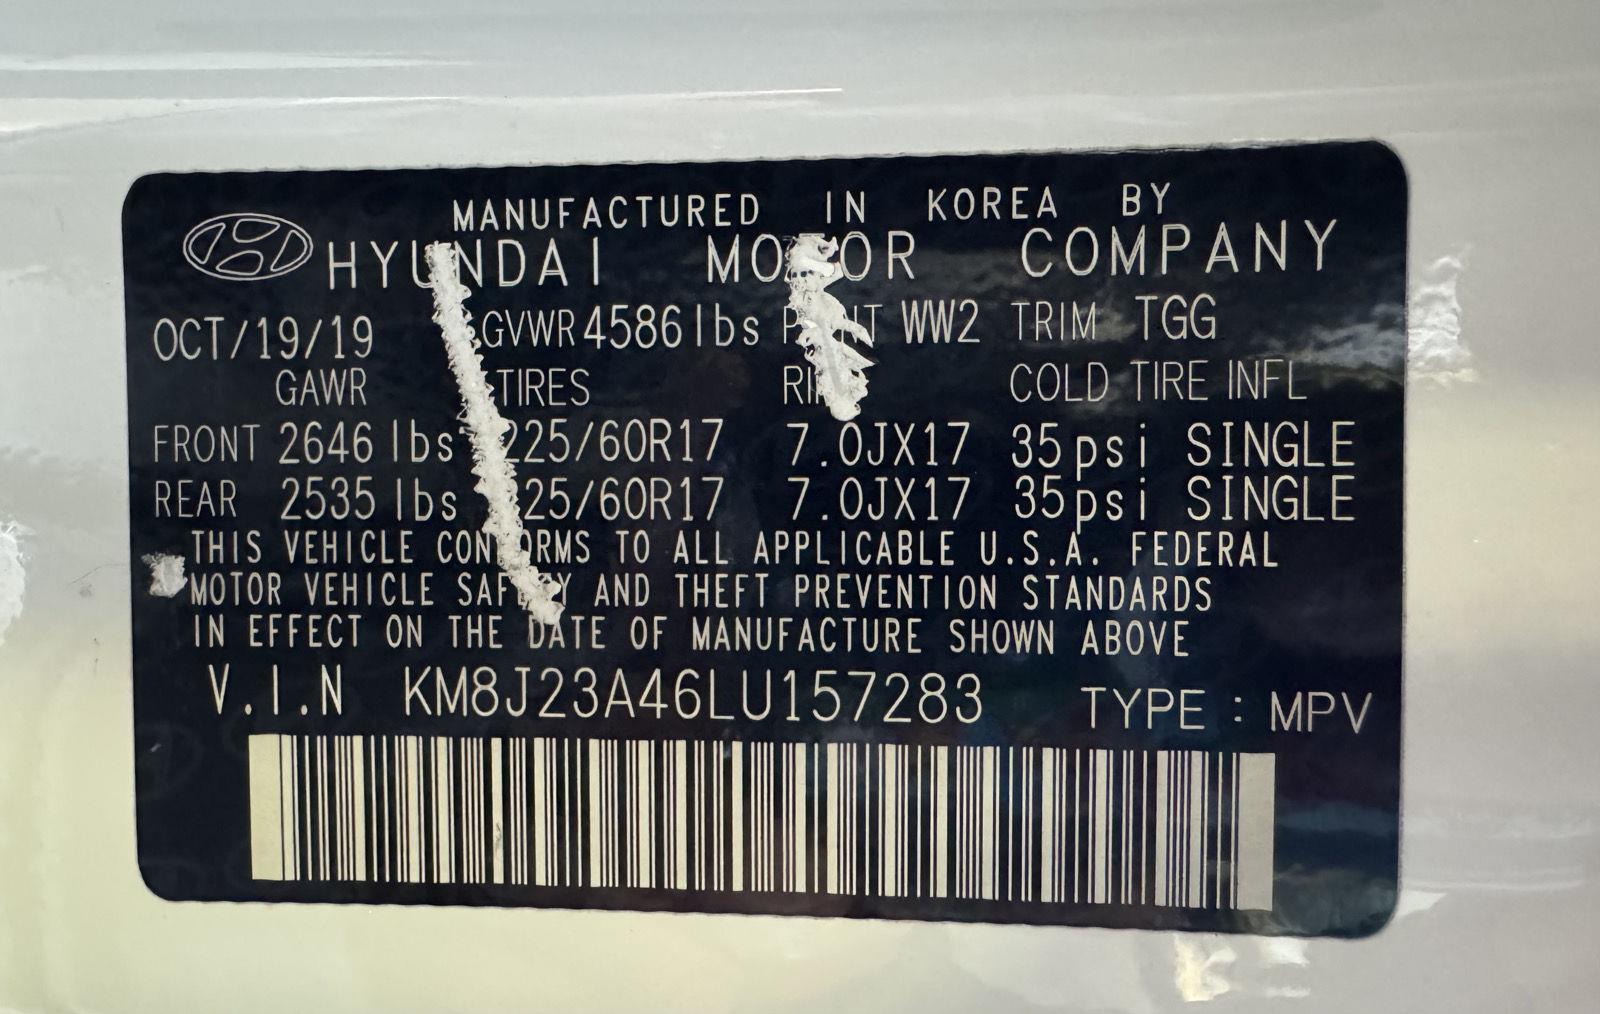 MANUFACTURED IN KOREA BY
HYUNDAI MOTOR COMPANY
OCT/19/19 GVWR 4586 lbs WW2 TRIM TGG
GAWR TIRES COLD TIRE INFL
FRONT 2646 lbs 225/60R17 7.0JX17 35psi SINGLE
REAR 2535 lbs 225/60R17 7.0JX17 35psi SINGLE
THIS VEHICLE CONFORMS TO ALL APPLICABLE U.S.A. FEDERAL
MOTOR VEHICLE SAFETY AND THEFT PREVENTION STANDARDS
IN EFFECT ON THE DATE OF MANUFACTURE SHOWN ABOVE
V.I.N KM8J23A46LU157283 TYPE : MPV